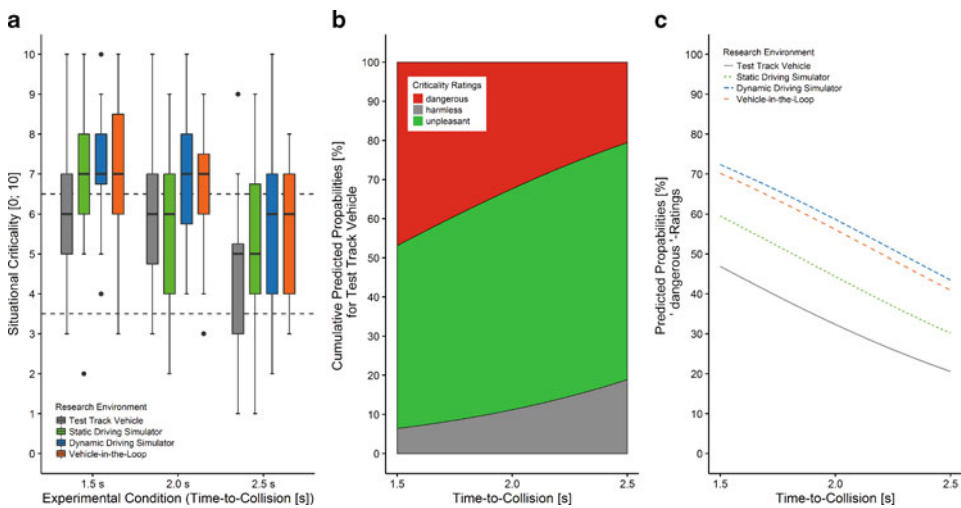 a
Situational Criticality [0; 10]
10
9
8
7
6
5
4
3
2
1
0
Research Environment
Test Track Vehicle
Static Driving Simulator
Dynamic Driving Simulator
Vehicle-in-the-Loop
1.5 s
2.0 s
2.5 s
Experimental Condition (Time-to-Collision [s])
b
Cumulative Predicted Propabilities [%]
for Test Track Vehicle
100
90
80
70
60
50
40
30
20
10
0
Criticality Ratings
dangerous
harmless
unpleasant
1.5
2.0
2.5
Time-to-Collision [s]
c
Predicted Propabilities [%]
' dangerous '-Ratings
100
90
80
70
60
50
40
30
20
10
0
Research Environment
Test Track Vehicle
Static Driving Simulator
Dynamic Driving Simulator
Vehicle-in-the-Loop
1.5
2.0
2.5
Time-to-Collision [s]